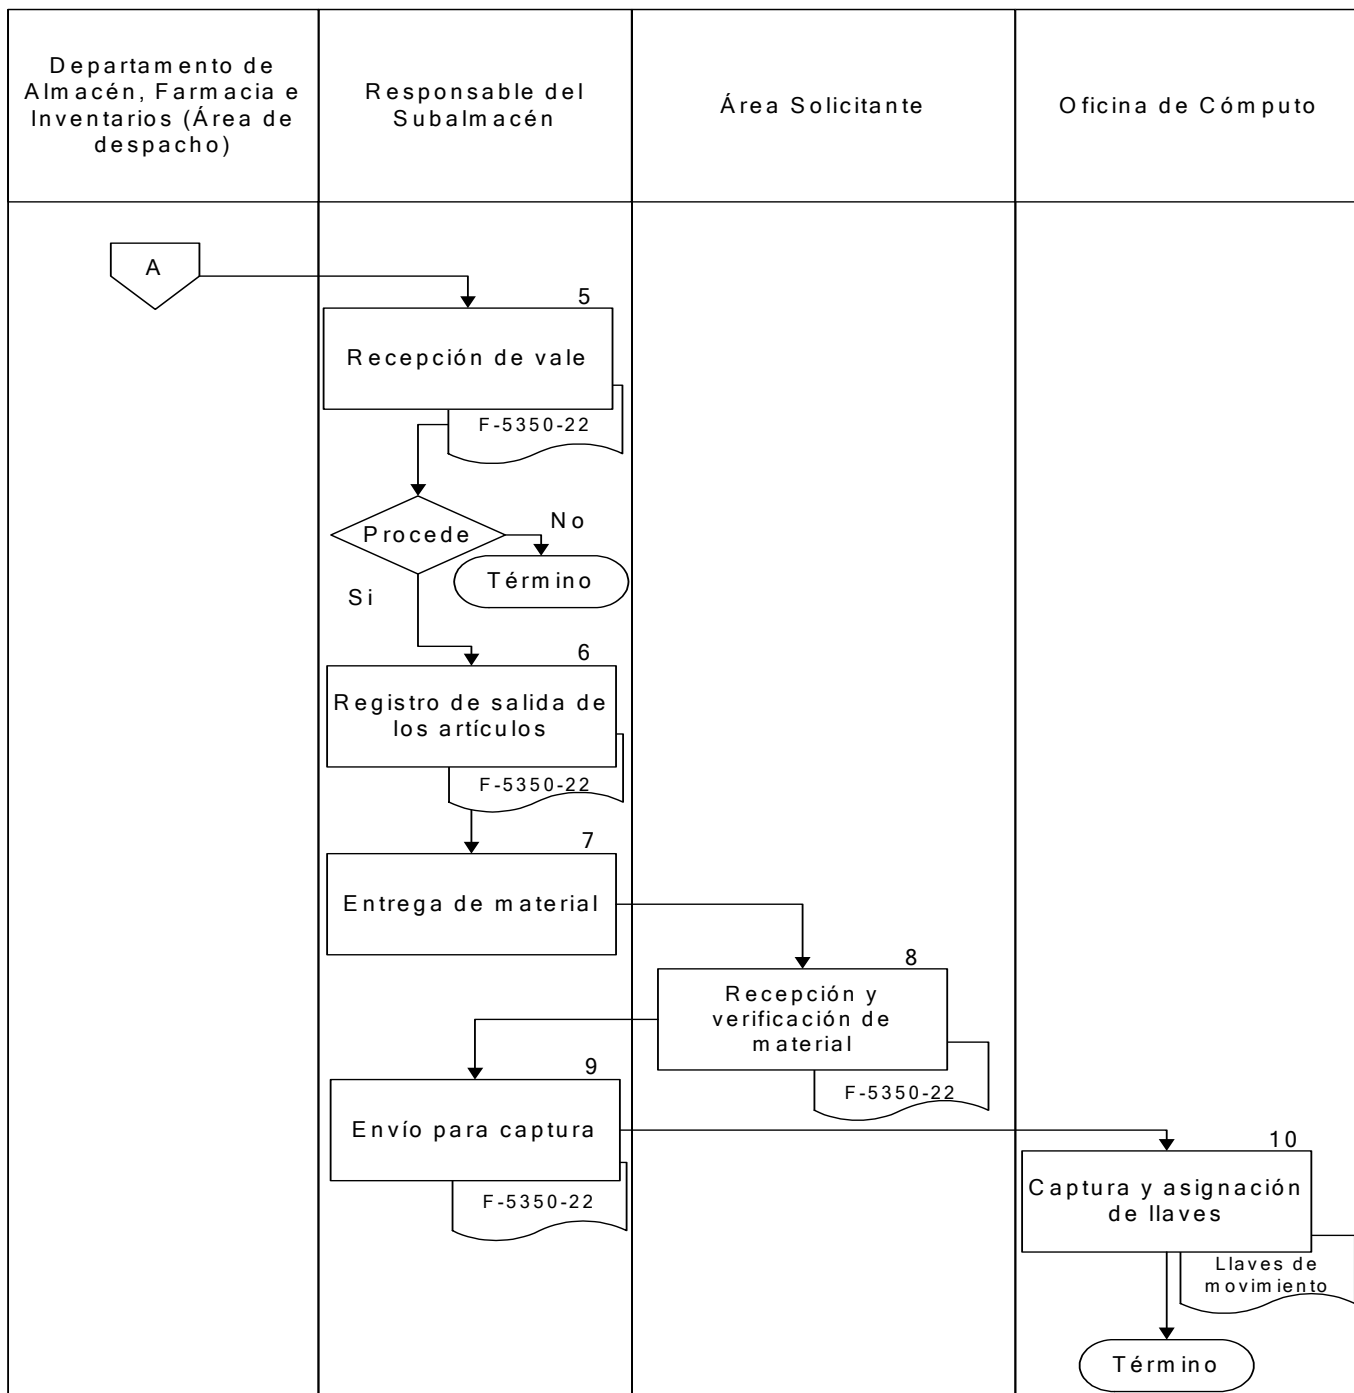 Departamento de
Almacén, Farmacia e
Inventarios (Área de
despacho)
Responsable del
Subalmacén
Área Solicitante
Oficina de Cómputo
A
5
Recepción de vale
F-5350-22
Procede
No
Término
Si
6
Registro de salida de
los artículos
F-5350-22
7
Entrega de material
8
Recepción y
verificación de
material
F-5350-22
9
Envío para captura
F-5350-22
10
Captura y asignación
de llaves
Llaves de
movimiento
Término